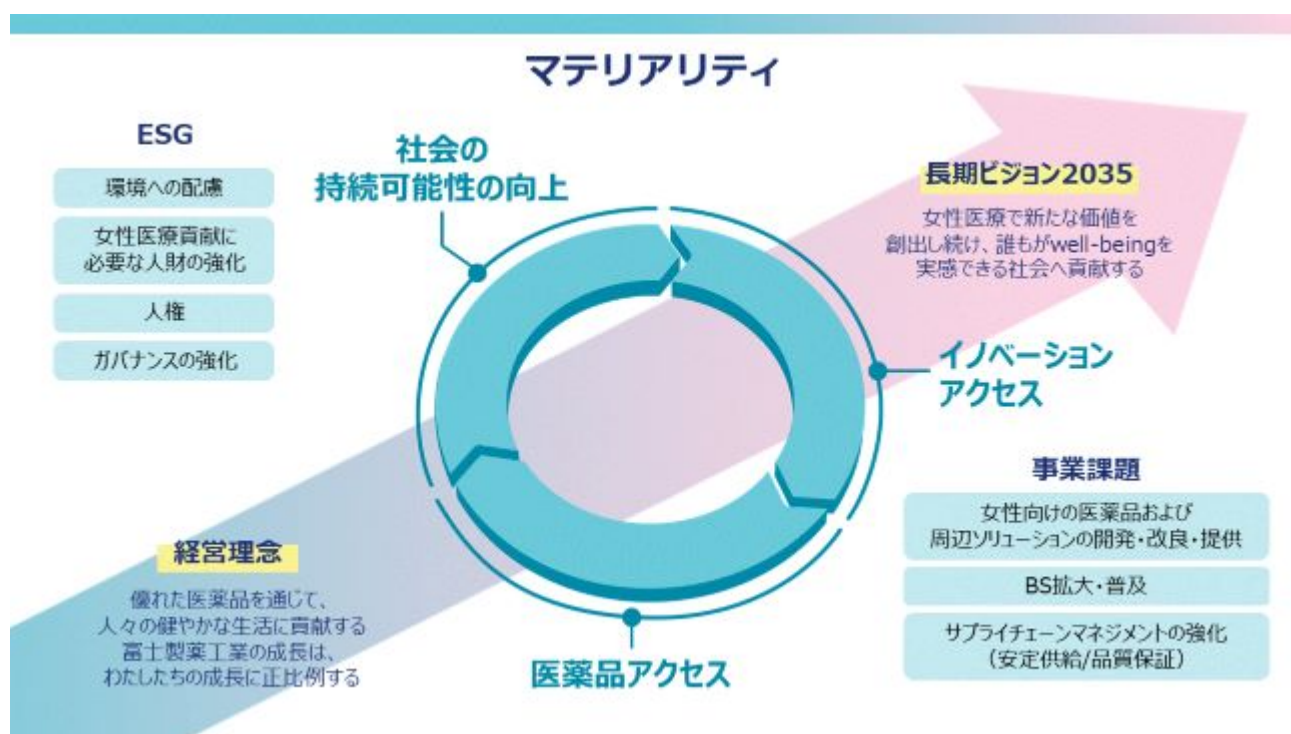 マテリアリティ
ESG
環境への配慮
女性医療貢献に
必要な人財の強化
人権
ガバナンスの強化
社会の
持続可能性の向上
長期ビジョン2035
女性医療で新たな価値を
創出し続け、誰もがwell-beingを
実感できる社会へ貢献する
イノベーション
アクセス
事業課題
女性向けの医薬品および
周辺ソリューションの開発・改良・提供
BS拡大・普及
サプライチェーンマネジメントの強化
（安定供給/品質保証）
経営理念
優れた医薬品を通じて、
人々の健やかな生活に貢献する
富士製薬工業の成長は、
わたしたちの成長に正比例する
医薬品アクセス